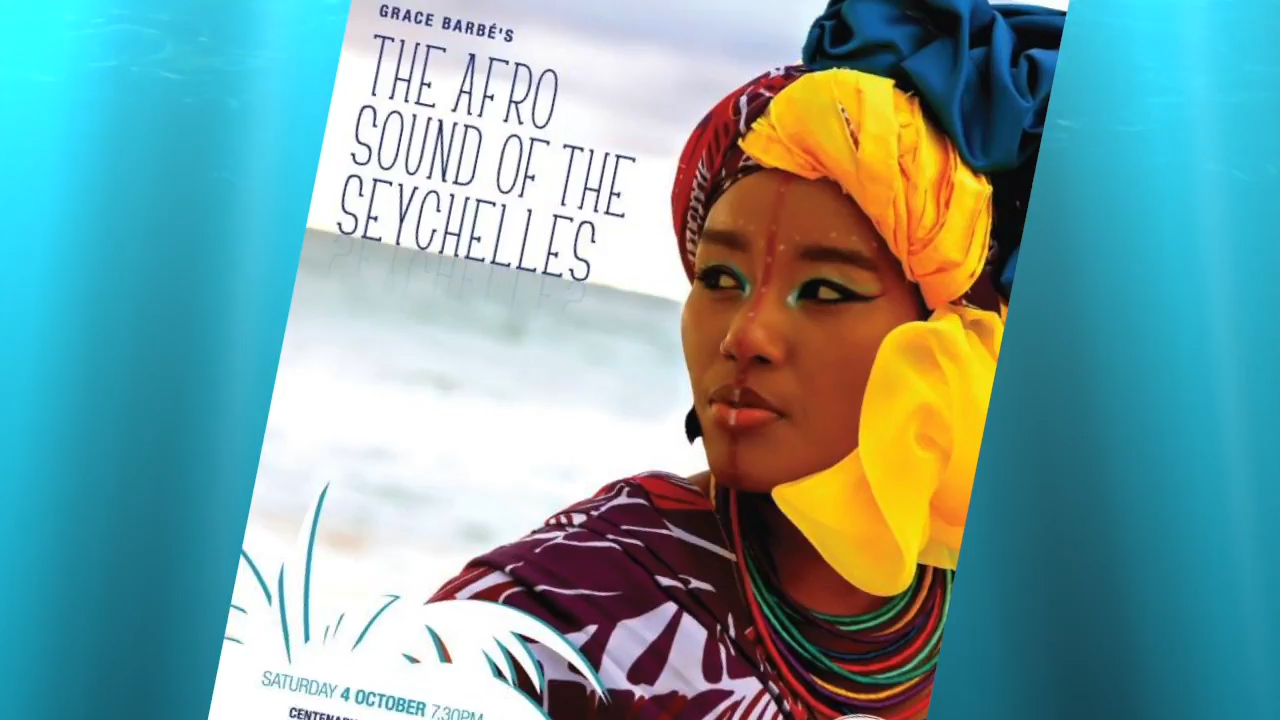 GRACE BARBÉ'S
THE AFRO
SOUND OF THE
SEYCHELLES
SATURDAY 4 OCTOBER 7.30PM